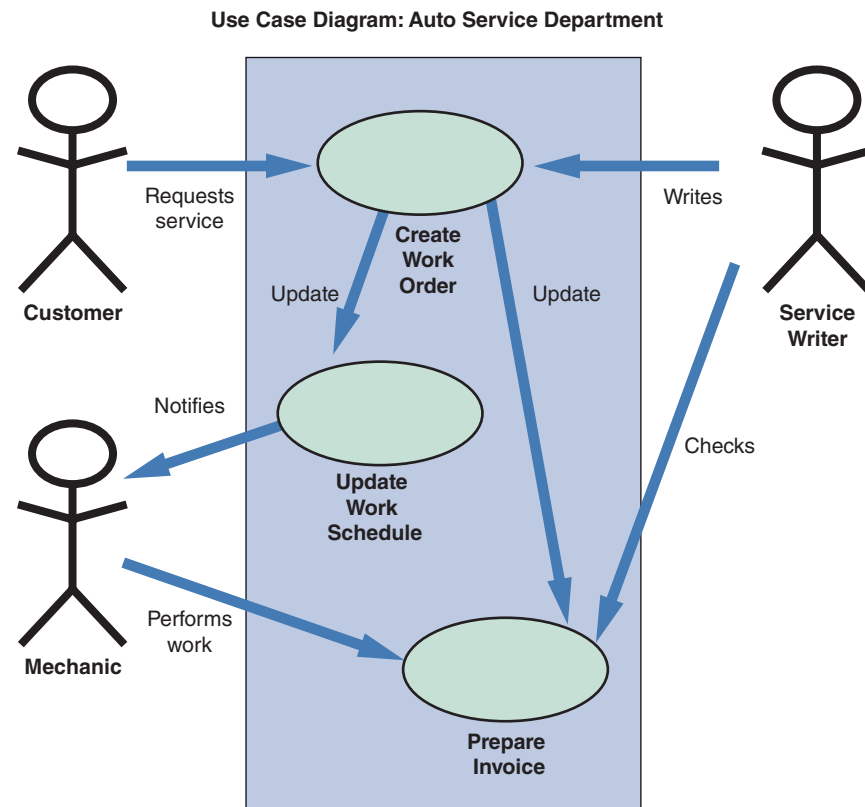 Use Case Diagram: Auto Service Department
Requests
service
Writes
Create
Work
Order
Update
Update
Customer
Service
Writer
Notifies
Checks
Update
Work
Schedule
Performs
work
Mechanic
Prepare
Invoice